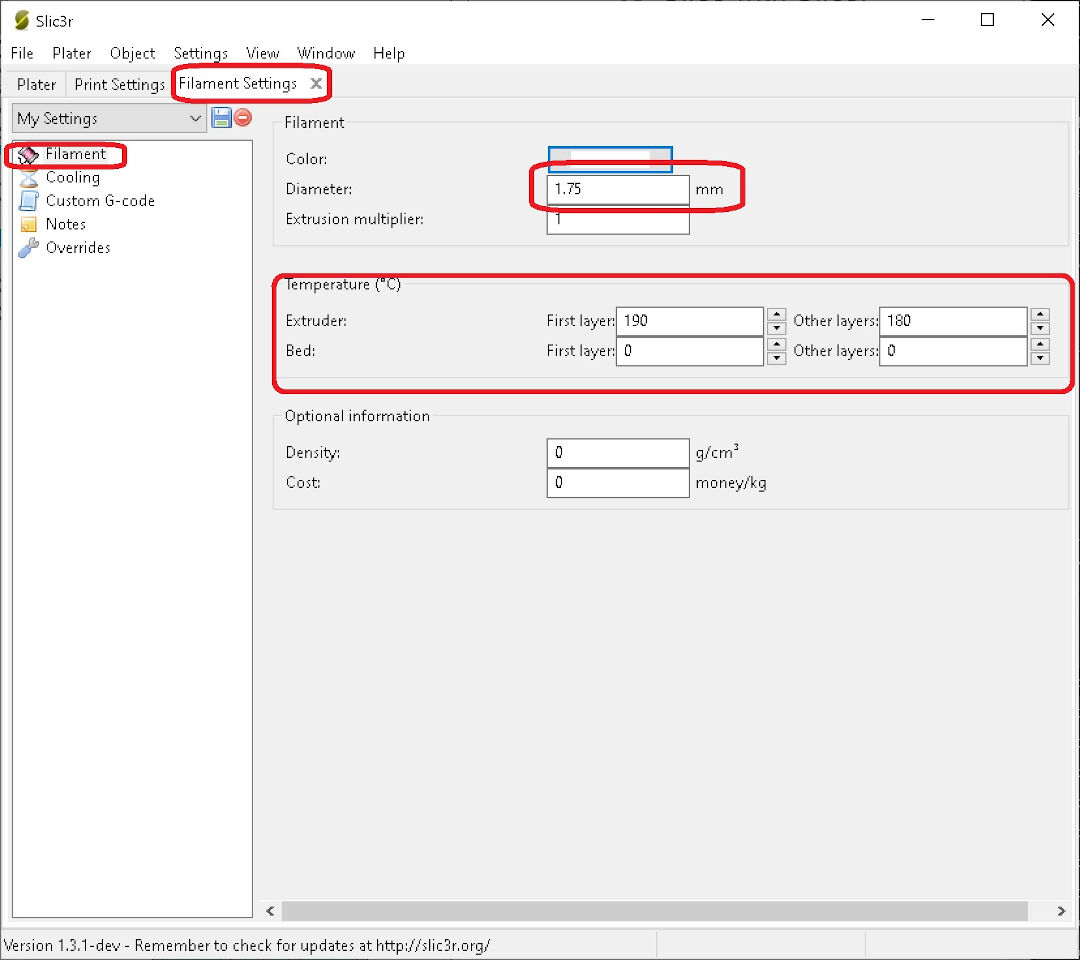 Slic3r
File Plater Object Settings View Window Help
Plater Print Settings Filament Settings
My Settings
Filament
Cooling
Custom G-code
Notes
Overrides
Filament
Color:
Diameter: 1.75 mm
Extrusion multiplier: 1
Temperature (°C)
Extruder: First layer: 190 Other layers: 180
Bed: First layer: 0 Other layers: 0
Optional information
Density: 0 g/cm³
Cost: 0 money/kg
Version 1.3.1-dev - Remember to check for updates at http://slic3r.org/